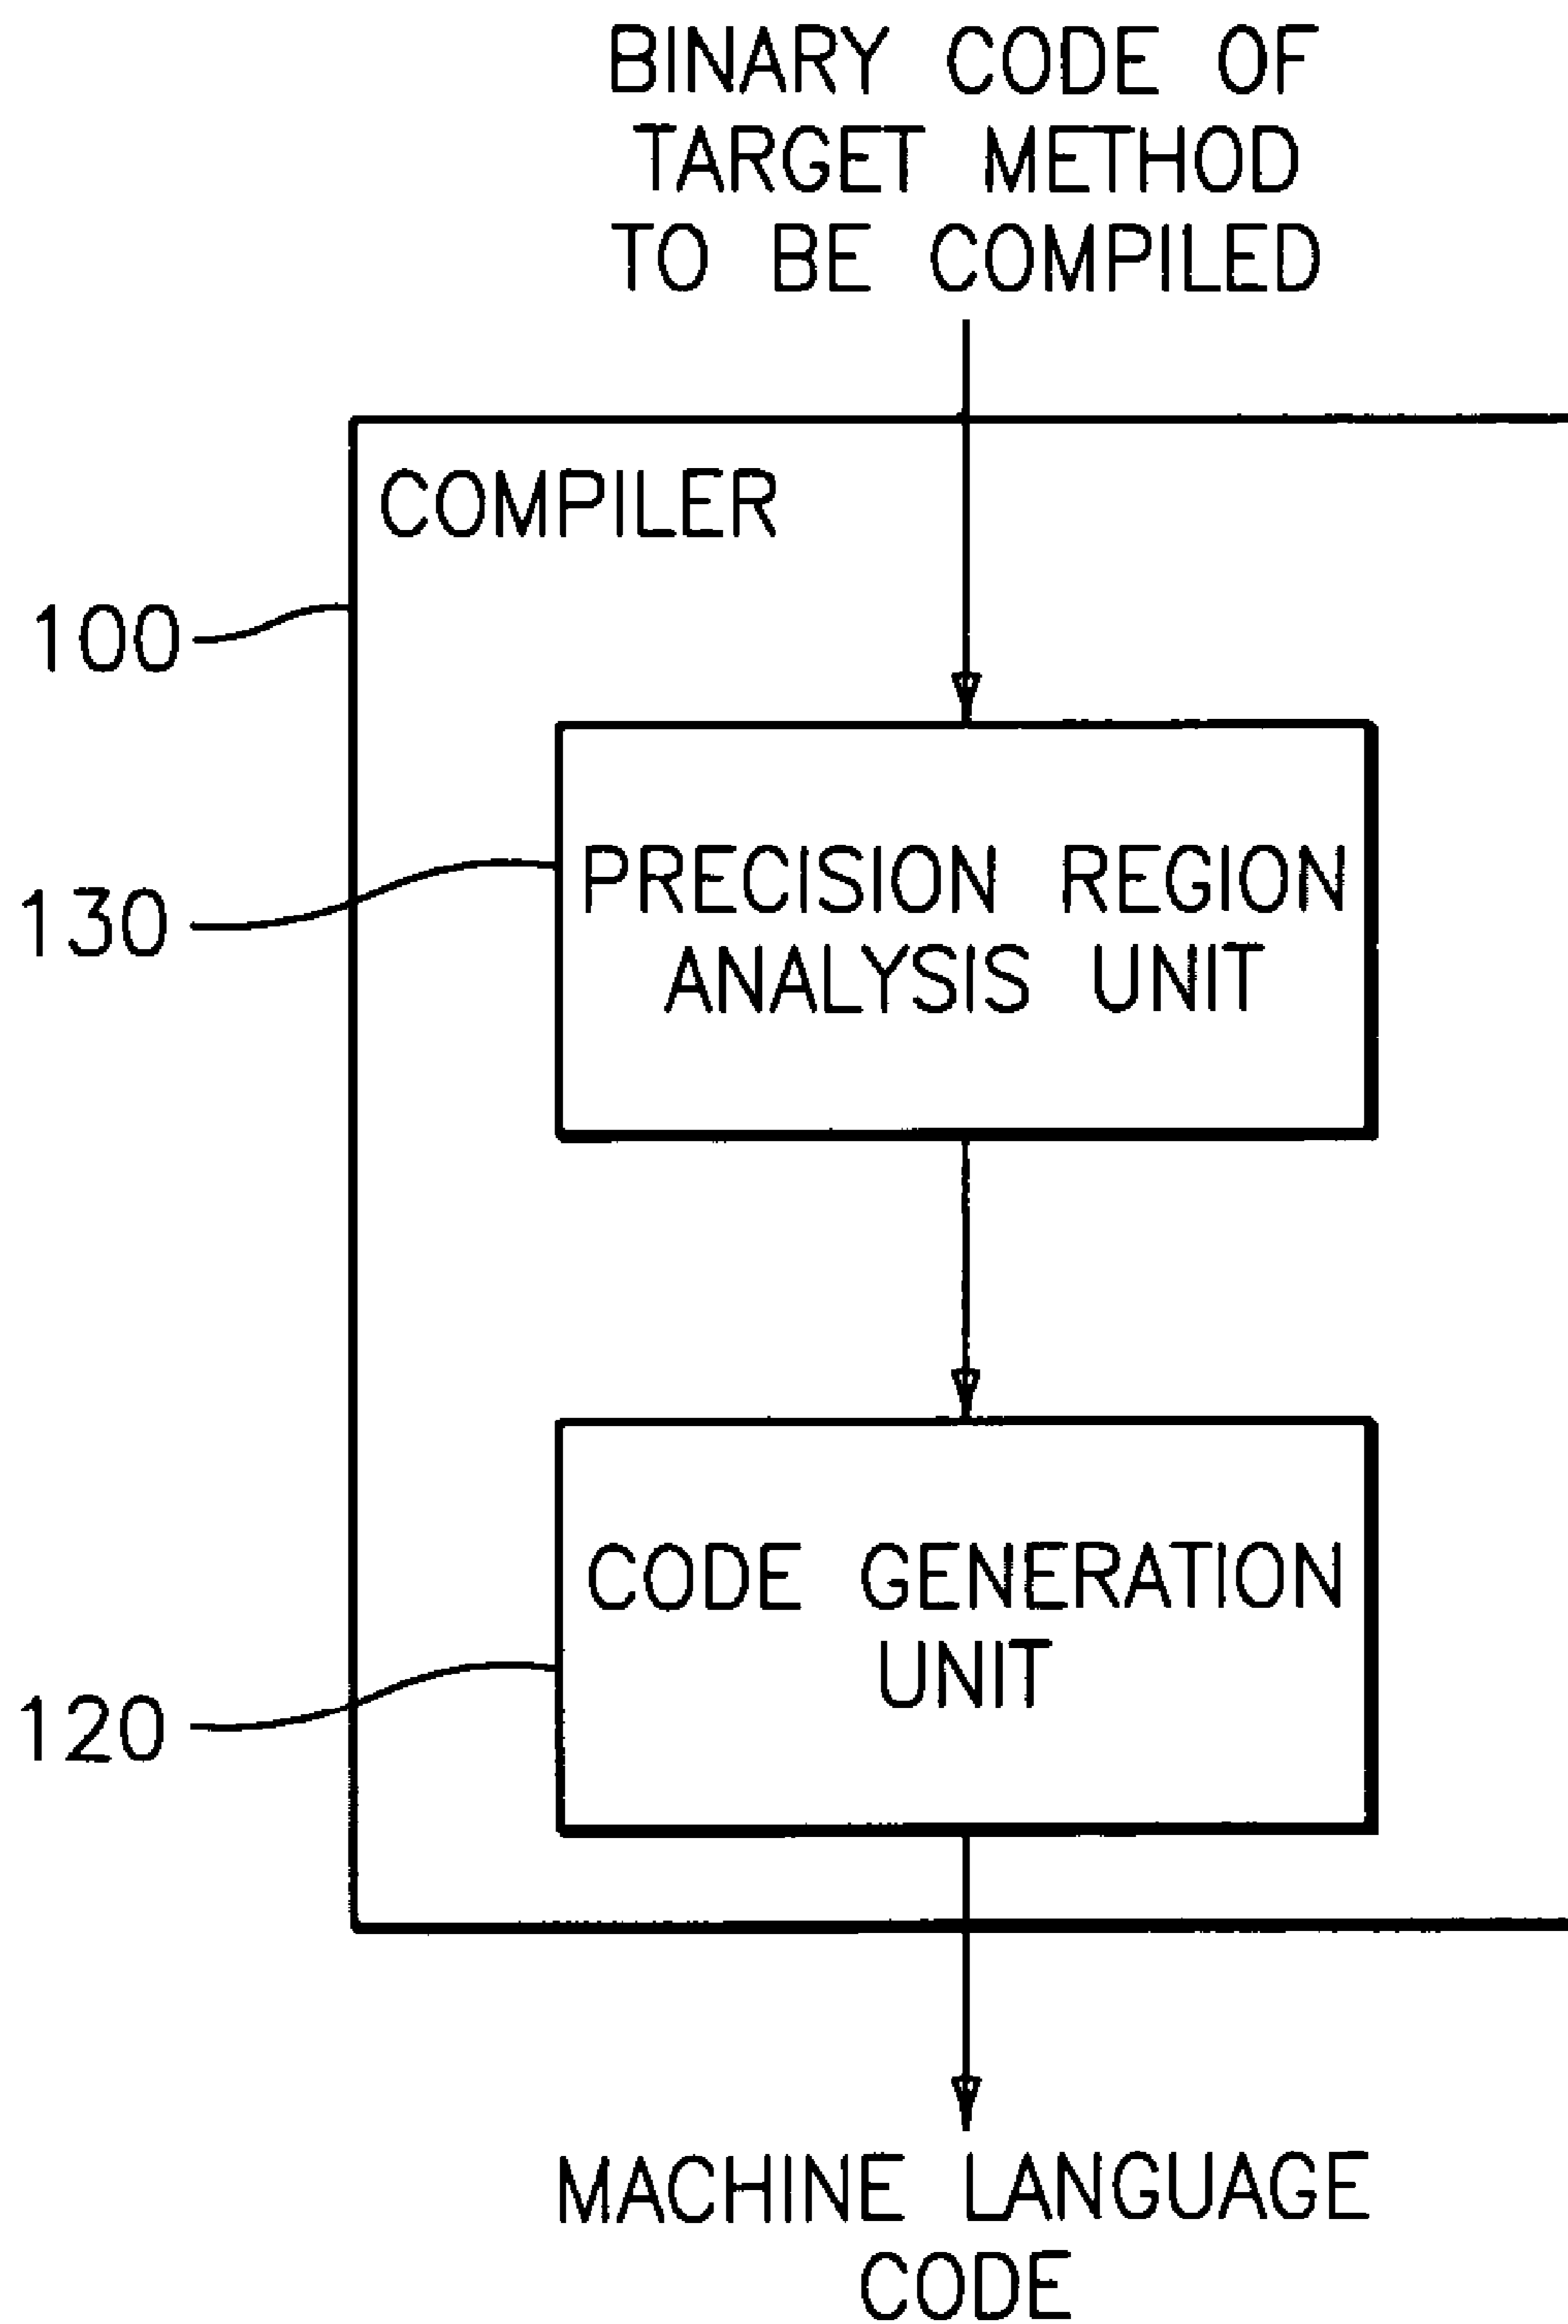 BINARY CODE OF
TARGET METHOD
TO BE COMPILED
COMPILER
100
130
PRECISION REGION
ANALYSIS UNIT
CODE GENERATION
UNIT
120
MACHINE LANGUAGE
CODE